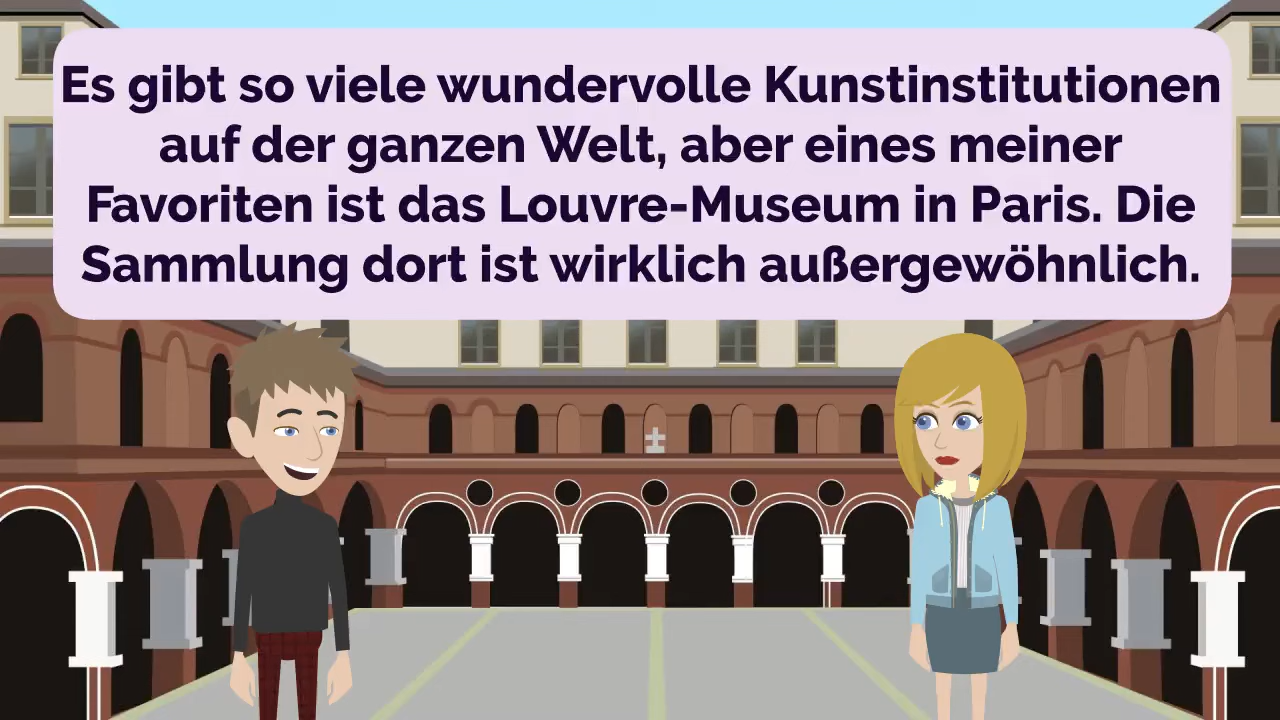 Es gibt so viele wundervolle Kunstinstitutionen
auf der ganzen Welt, aber eines meiner
Favoriten ist das Louvre-Museum in Paris. Die
Sammlung dort ist wirklich außergewöhnlich.